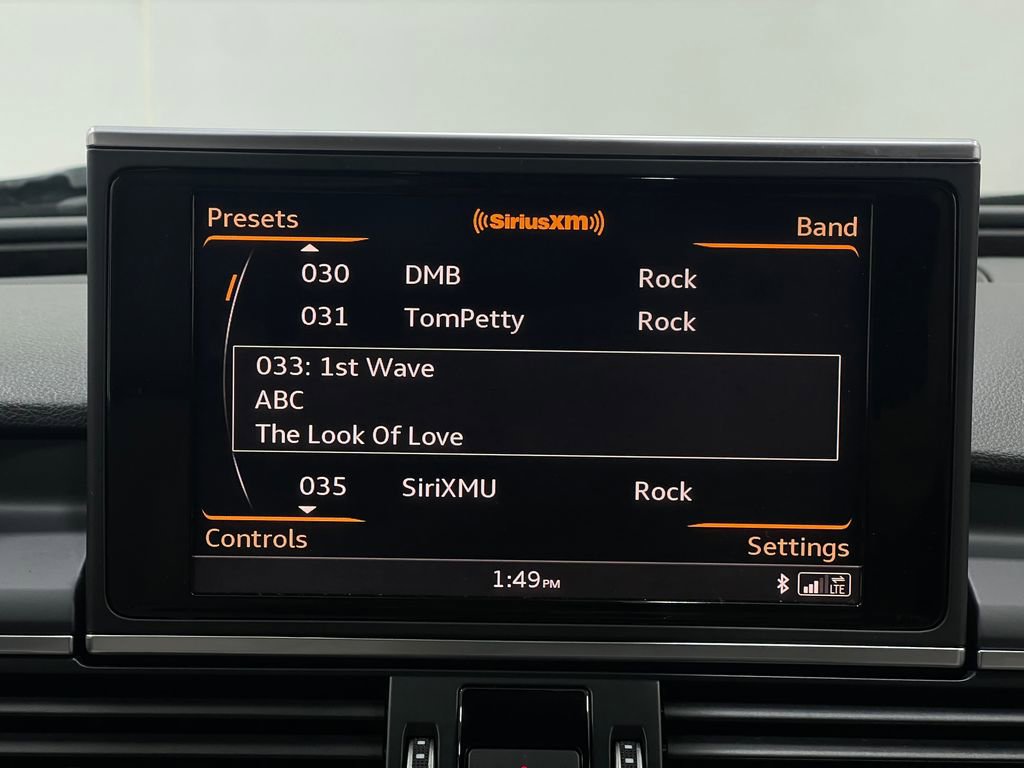 Presets
SiriusXM
Band
030 DMB Rock
031 TomPetty Rock
033: 1st Wave
ABC
The Look Of Love
035 SiriXMU Rock
Controls
Settings
1:49PM
LTE